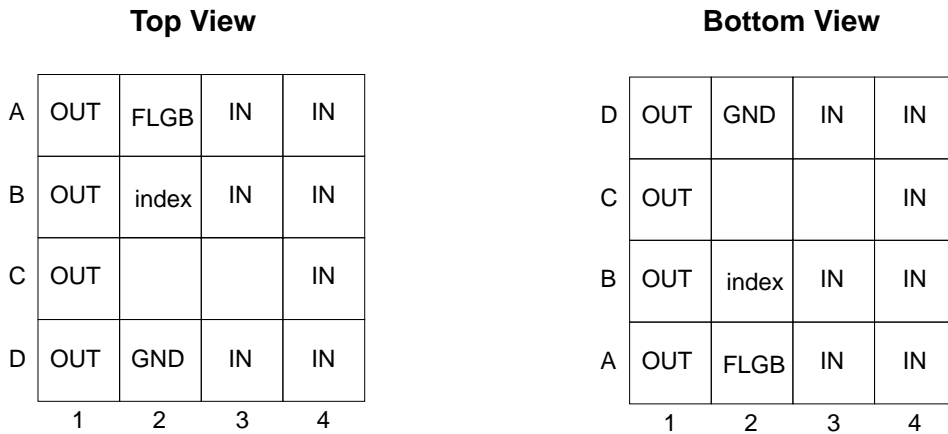 Top View
A OUT FLGB IN IN
B OUT index IN IN
C OUT IN
D OUT GND IN IN
1 2 3 4
Bottom View
D OUT GND IN IN
C OUT IN
B OUT index IN IN
A OUT FLGB IN IN
1 2 3 4